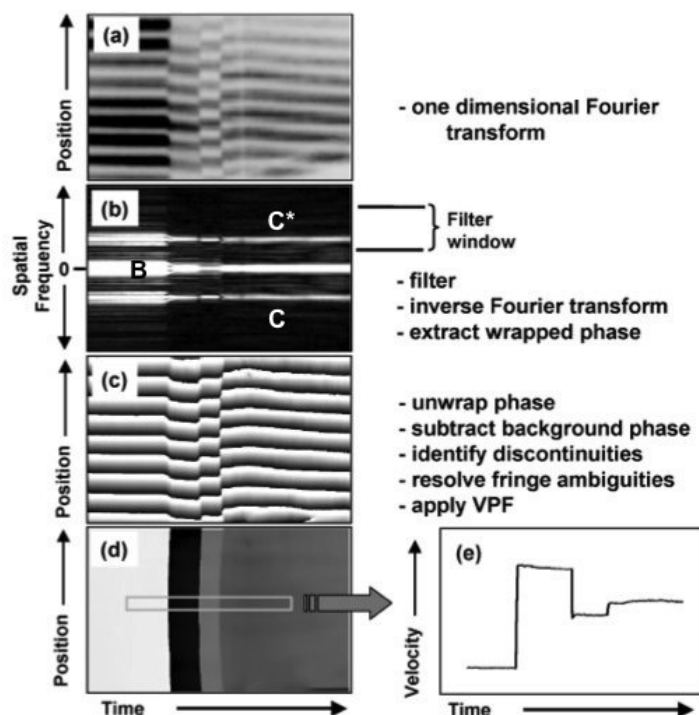 (a)
Position
- one dimensional Fourier
transform
(b)
C*
Spatial
Frequency
0
B
C
Filter
window
- filter
- inverse Fourier transform
- extract wrapped phase
(c)
Position
- unwrap phase
- subtract background phase
- identify discontinuities
- resolve fringe ambiguities
- apply VPF
(d)
Position
Time
(e)
Velocity
Time